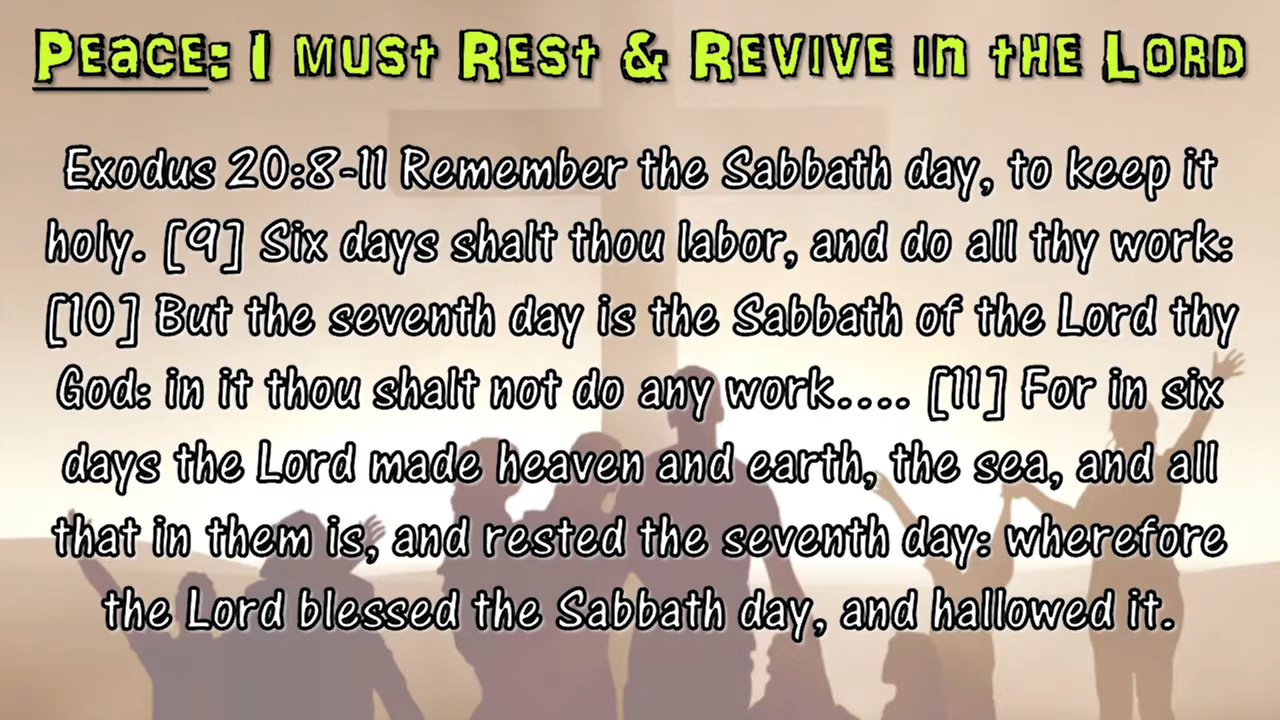 Peace: I must Rest & Revive in the Lord
Exodus 20:8-11 Remember the Sabbath day, to keep it
holy. [9] Six days shalt thou labor, and do all thy work:
[10] But the seventh day is the Sabbath of the Lord thy
God: in it thou shalt not do any work.... [11] For in six
days the Lord made heaven and earth, the sea, and all
that in them is, and rested the seventh day: wherefore
the Lord blessed the Sabbath day, and hallowed it.